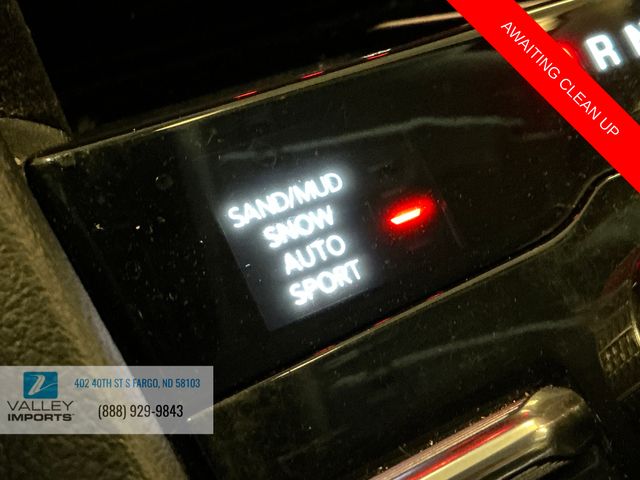 AWAITING CLEAN UP
R N
SAND/MUD
SNOW
AUTO
SPORT
402 40TH ST S FARGO, ND 58103
VALLEY
IMPORTS
(888) 929-9843